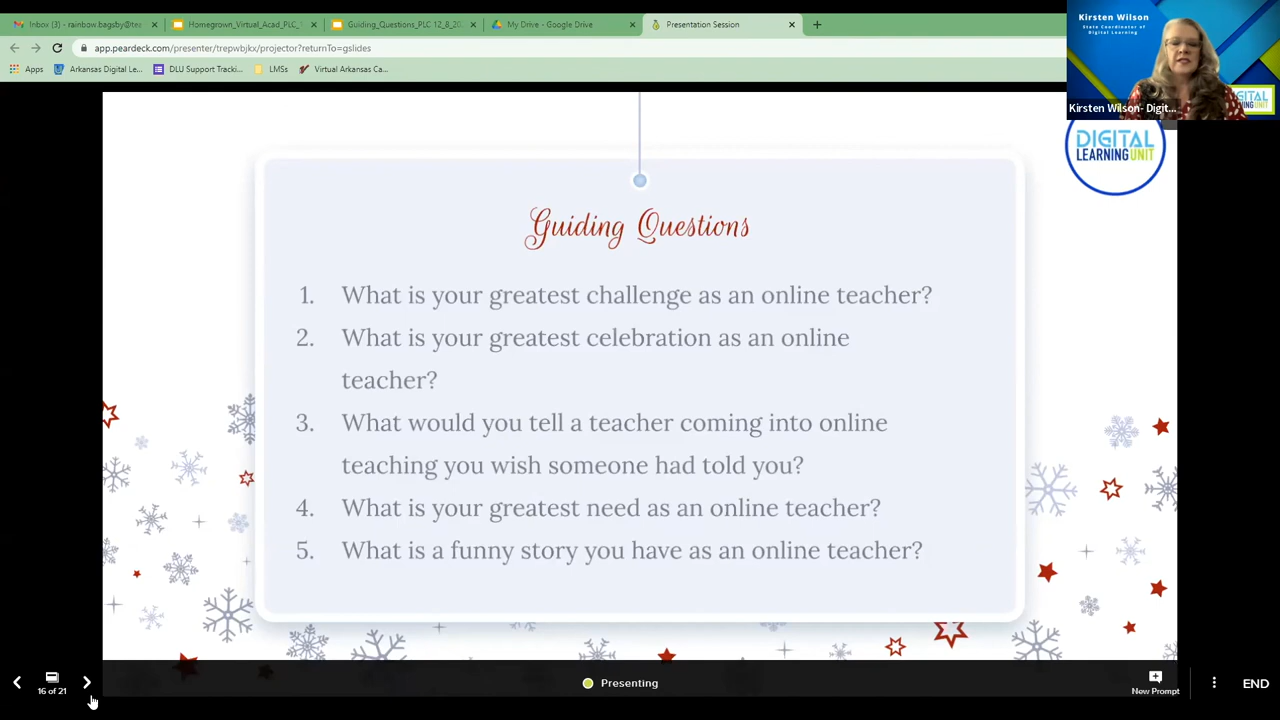 Inbox (3) - rainbow.bagsby@tes
Homegrown_Virtual_Acad_PLC_
Guiding_Questions_PLC 12_8_20
My Drive - Google Drive
Presentation Session
app.peardeck.com/presenter/trepwbjkx/projector?returnTo=gslides
Apps
Arkansas Digital Le...
DLU Support Tracki...
LMSs
Virtual Arkansas Ca...
Kirsten Wilson
State Coordinator of
Digital Learning
Kirsten Wilson- Digit...
DIGITAL
LEARNING UNIT
Guiding Questions
1. What is your greatest challenge as an online teacher?
2. What is your greatest celebration as an online
teacher?
3. What would you tell a teacher coming into online
teaching you wish someone had told you?
4. What is your greatest need as an online teacher?
5. What is a funny story you have as an online teacher?
16 of 21
Presenting
New Prompt
END